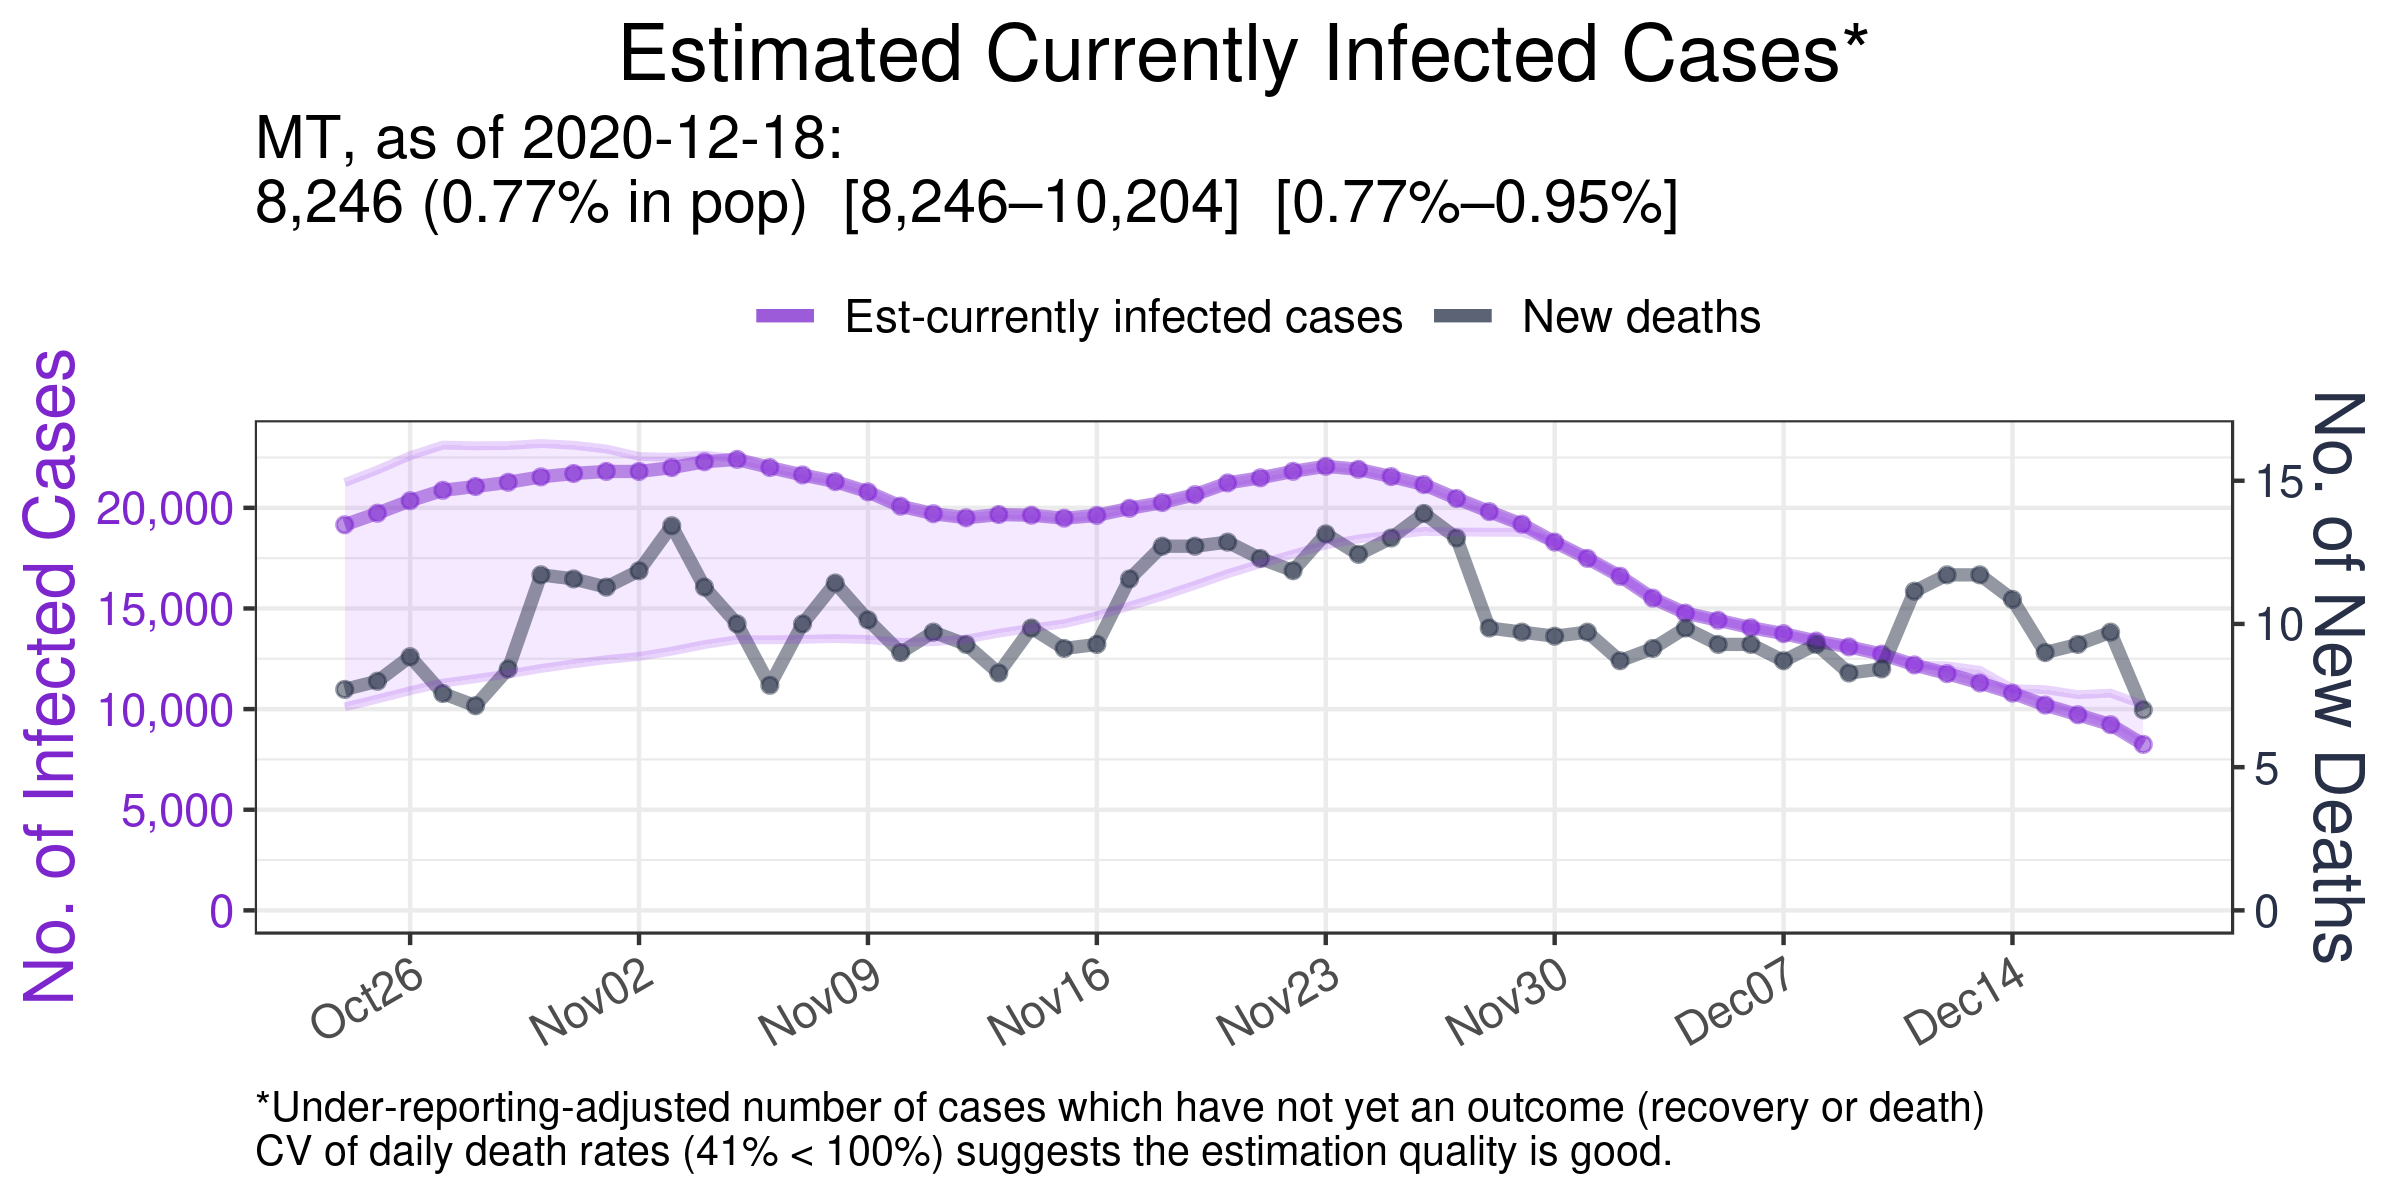 Estimated Currently Infected Cases*
MT, as of 2020-12-18:
8,246 (0.77% in pop)  [8,246–10,204]  [0.77%–0.95%]
Est-currently infected cases
New deaths
No. of Infected Cases
20,000
15,000
10,000
5,000
0
15
10
5
0
No. of New Deaths
Oct26
Nov02
Nov09
Nov16
Nov23
Nov30
Dec07
Dec14
*Under-reporting-adjusted number of cases which have not yet an outcome (recovery or death)
CV of daily death rates (41% < 100%) suggests the estimation quality is good.